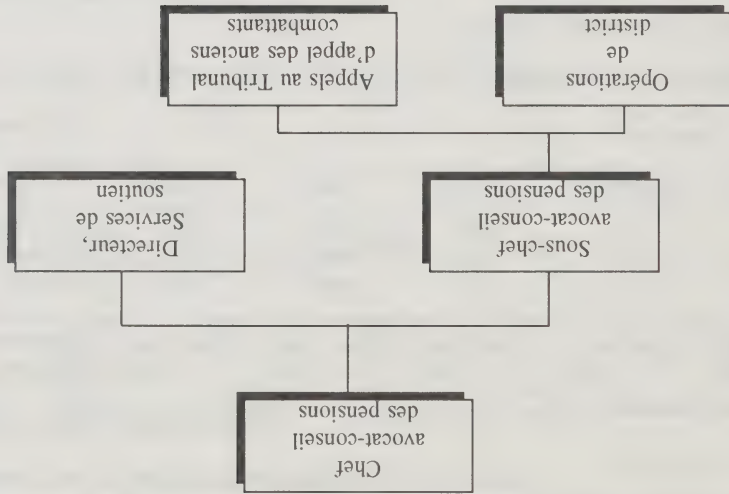 Chef
avocat-conseil
des pensions
Sous-chef
avocat-conseil
des pensions
Directeur,
Services de
soutien
Opérations
de
district
Appels au Tribunal
d'appel des anciens
combattants